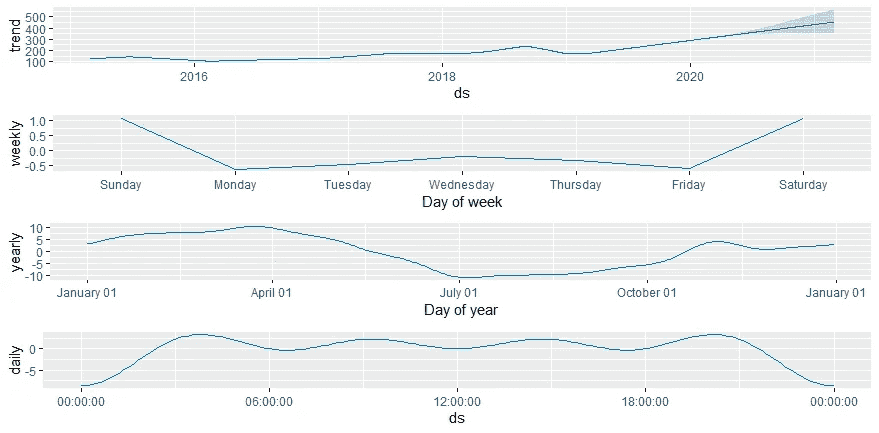 500
400
300
200
100
trend
2016 2018 2020
ds
1.0
0.5
0.0
-0.5
weekly
Sunday Monday Tuesday Wednesday Thursday Friday Saturday
Day of week
10
5
0
-5
-10
yearly
January 01 April 01 July 01 October 01 January 01
Day of year
0
-5
daily
00:00:00 06:00:00 12:00:00 18:00:00 00:00:00
ds